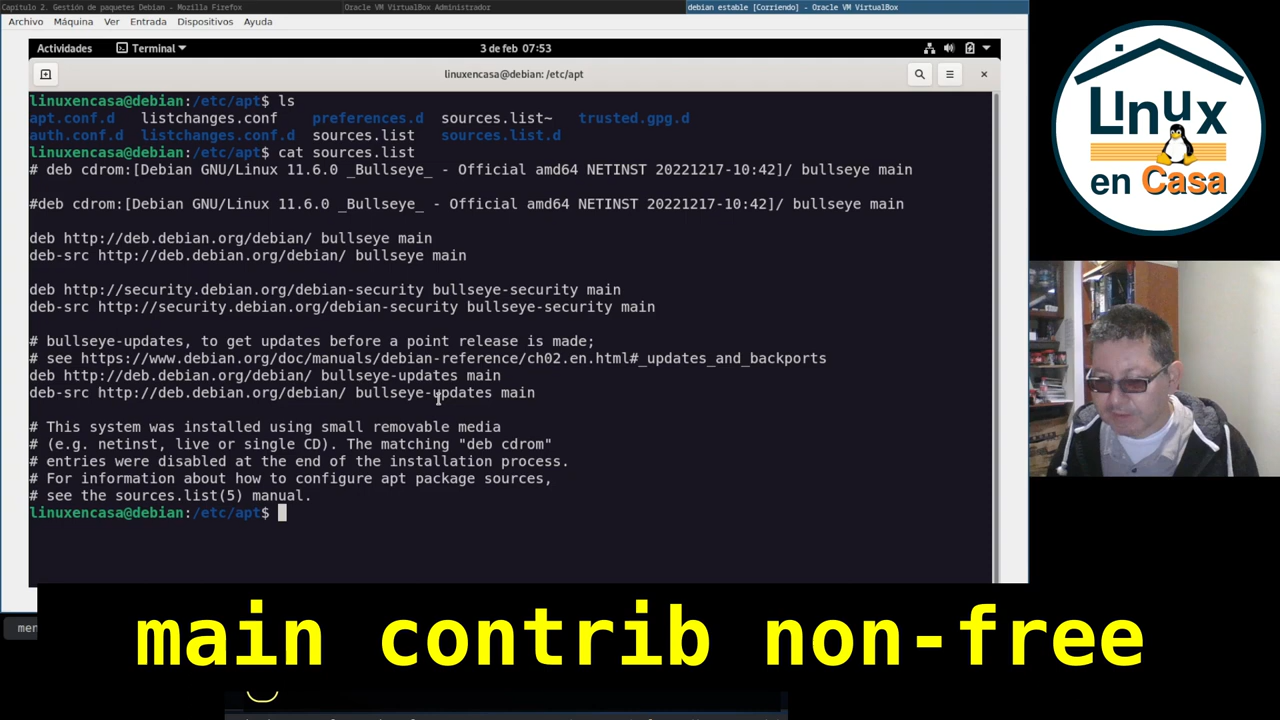 Capítulo 2. Gestión de paquetes Debian - Mozilla Firefox
Oracle VM VirtualBox Administrador
debian estable [Corriendo] - Oracle VM VirtualBox
Archivo Máquina Ver Entrada Dispositivos Ayuda
Actividades Terminal 3 de feb 07:53
linuxencasa@debian: /etc/apt
linuxencasa@debian:/etc/apt$ ls
apt.conf.d listchanges.conf preferences.d sources.list~ trusted.gpg.d
auth.conf.d listchanges.conf.d sources.list sources.list.d
linuxencasa@debian:/etc/apt$ cat sources.list
# deb cdrom:[Debian GNU/Linux 11.6.0 _Bullseye_ - Official amd64 NETINST 20221217-10:42]/ bullseye main
#deb cdrom:[Debian GNU/Linux 11.6.0 _Bullseye_ - Official amd64 NETINST 20221217-10:42]/ bullseye main
deb http://deb.debian.org/debian/ bullseye main
deb-src http://deb.debian.org/debian/ bullseye main
deb http://security.debian.org/debian-security bullseye-security main
deb-src http://security.debian.org/debian-security bullseye-security main
# bullseye-updates, to get updates before a point release is made;
# see https://www.debian.org/doc/manuals/debian-reference/ch02.en.html#_updates_and_backports
deb http://deb.debian.org/debian/ bullseye-updates main
deb-src http://deb.debian.org/debian/ bullseye-updates main
# This system was installed using small removable media
# (e.g. netinst, live or single CD). The matching "deb cdrom"
# entries were disabled at the end of the installation process.
# For information about how to configure apt package sources,
# see the sources.list(5) manual.
linuxencasa@debian:/etc/apt$
LInux
en Casa
men
main contrib non-free